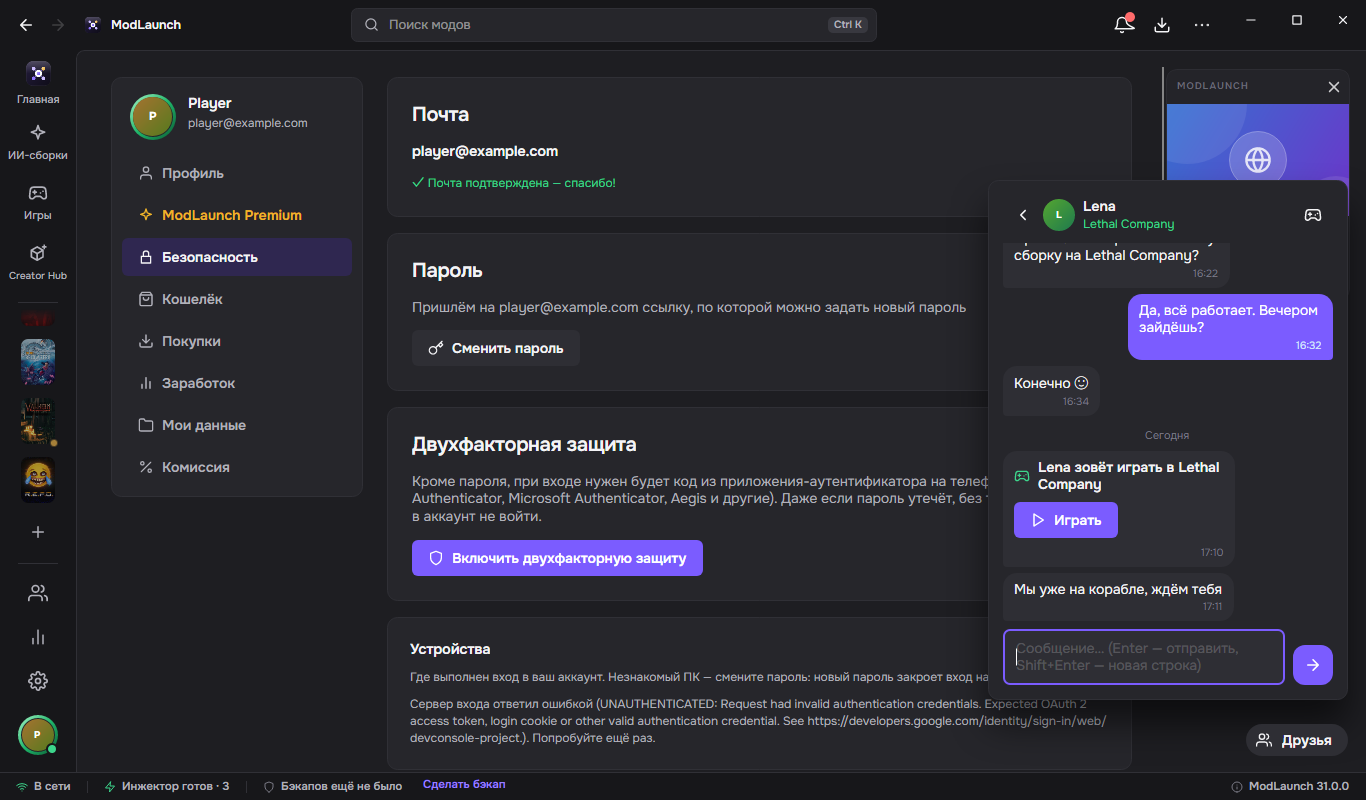 ModLaunch
Поиск модов
Ctrl K
Главная
ИИ-сборки
Игры
Creator Hub
P
Player
player@example.com
Профиль
ModLaunch Premium
Безопасность
Кошелёк
Покупки
Заработок
Мои данные
Комиссия
Почта
player@example.com
Почта подтверждена — спасибо!
Пароль
Пришлём на player@example.com ссылку, по которой можно задать новый пароль
Сменить пароль
Двухфакторная защита
Кроме пароля, при входе нужен будет код из приложения-аутентификатора на
Authenticator, Microsoft Authenticator, Aegis и другие). Даже если пароль утечёт, без
в аккаунт не войти.
Включить двухфакторную защиту
Устройства
Где выполнен вход в ваш аккаунт. Незнакомый ПК — смените пароль: новый пароль закроет вход
Сервер входа ответил ошибкой (UNAUTHENTICATED: Request had invalid authentication credentials. Expected OAuth 2
access token, login cookie or other valid authentication credential. See https://developers.google.com/identity/sign-in/web/
devconsole-project.). Попробуйте ещё раз.
MODLAUNCH
L
Lena
Lethal Company
сборку на Lethal Company?
16:22
Да, всё работает. Вечером
зайдёшь?
16:32
Конечно 🙂
16:34
Сегодня
Lena зовёт играть в Lethal
Company
Играть
17:10
Мы уже на корабле, ждём тебя
17:11
Сообщение... (Enter — отправить,
Shift+Enter — новая строка)
Друзья
P
В сети
Инжектор готов · 3
Бэкапов ещё не было
Сделать бэкап
ModLaunch 31.0.0